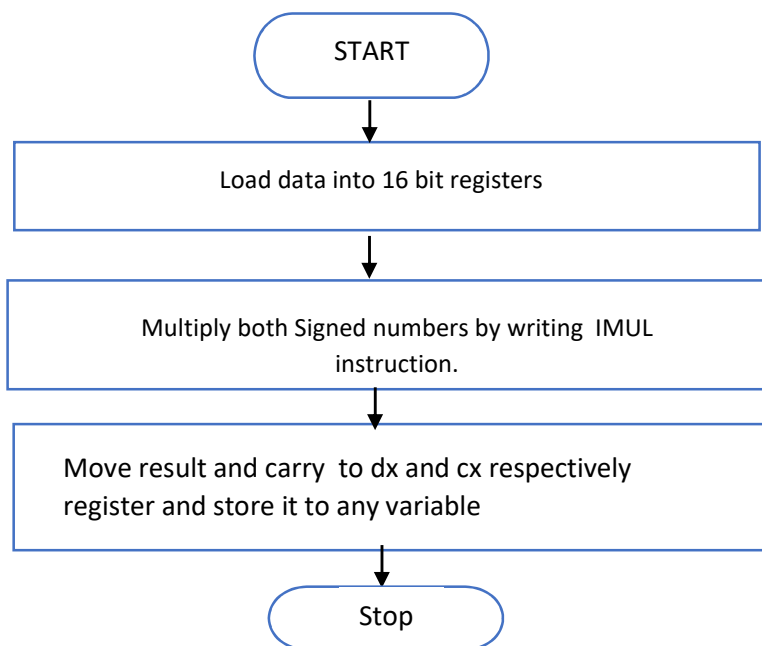 START
Load data into 16 bit registers
Multiply both Signed numbers by writing  IMUL
instruction.
Move result and carry  to dx and cx respectively
register and store it to any variable
Stop